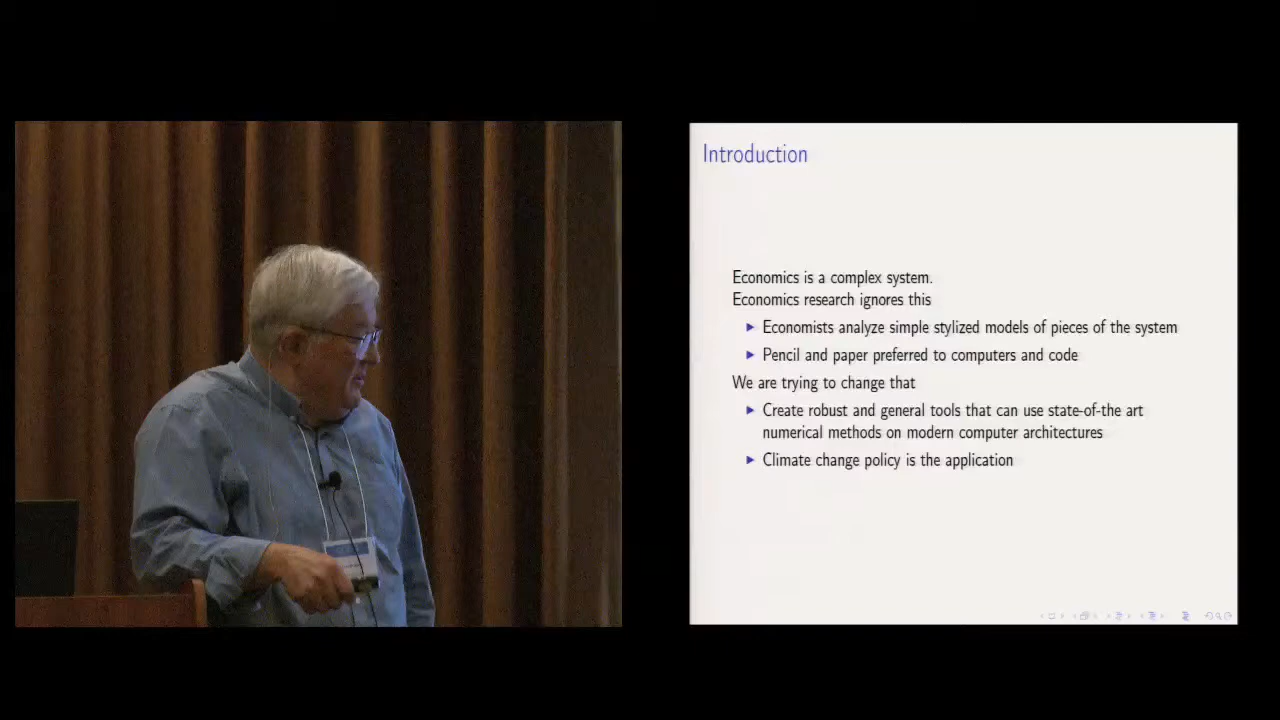 Introduction
Economics is a complex system.
Economics research ignores this
Economists analyze simple stylized models of pieces of the system
Pencil and paper preferred to computers and code
We are trying to change that
Create robust and general tools that can use state-of-the art
numerical methods on modern computer architectures
Climate change policy is the application